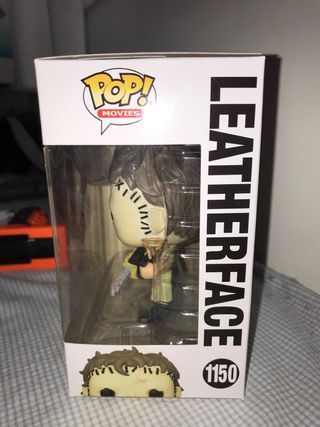 POP!
MOVIES
LEATHERFACE
1150